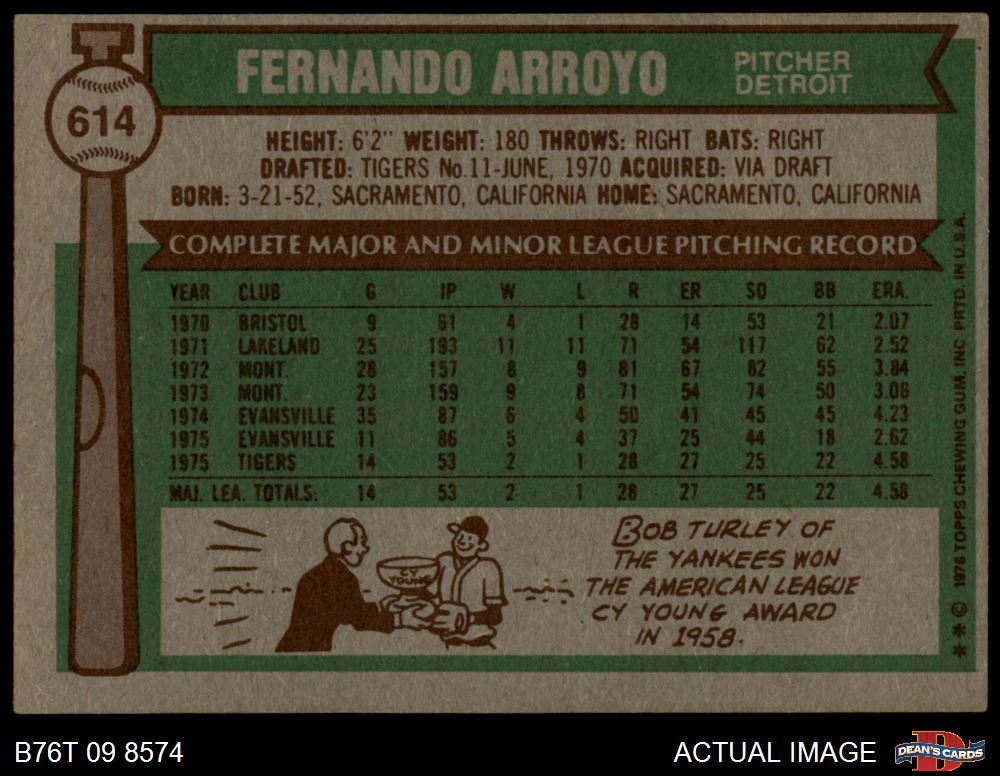 614
FERNANDO ARROYO
PITCHER
DETROIT
HEIGHT: 6'2" WEIGHT: 180 THROWS: RIGHT BATS: RIGHT
DRAFTED: TIGERS No.11-JUNE, 1970 ACQUIRED: VIA DRAFT
BORN: 3-21-52, SACRAMENTO, CALIFORNIA HOME: SACRAMENTO, CALIFORNIA
COMPLETE MAJOR AND MINOR LEAGUE PITCHING RECORD
YEAR CLUB G IP W L R ER SO BB ERA.
1970 BRISTOL 9 61 4 1 28 14 53 21 2.07
1971 LAKELAND 25 193 11 11 71 54 117 62 2.52
1972 MONT. 28 157 8 9 81 67 82 55 3.84
1973 MONT. 23 159 9 8 71 54 74 50 3.06
1974 EVANSVILLE 35 87 6 4 50 41 45 45 4.23
1975 EVANSVILLE 11 86 5 4 37 25 44 18 2.62
1975 TIGERS 14 53 2 1 28 27 25 22 4.58
MAJ. LEA. TOTALS: 14 53 2 1 28 27 25 22 4.58
CY
YOUNG
BOB TURLEY OF
THE YANKEES WON
THE AMERICAN LEAGUE
CY YOUNG AWARD
IN 1958.
** © 1976 TOPPS CHEWING GUM, INC PRTD. IN U.S.A.
B76T 09 8574
ACTUAL IMAGE
DEAN'S CARDS